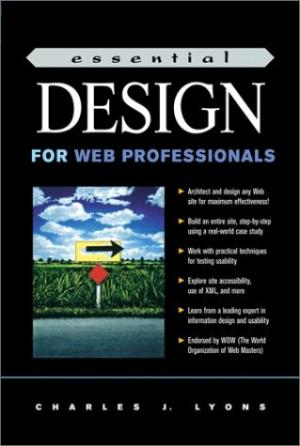 essential
DESIGN
FOR WEB PROFESSIONALS
Architect and design any Web
site for maximum effectiveness!
Build an entire site, step-by-step
using a real-world case study
Work with practical techniques
for testing usability
Explore site accessibility,
use of XML, and more
Learn from a leading expert in
information design and usability
Endorsed by WOW (The World
Organization of Web Masters)
CHARLES J. LYONS